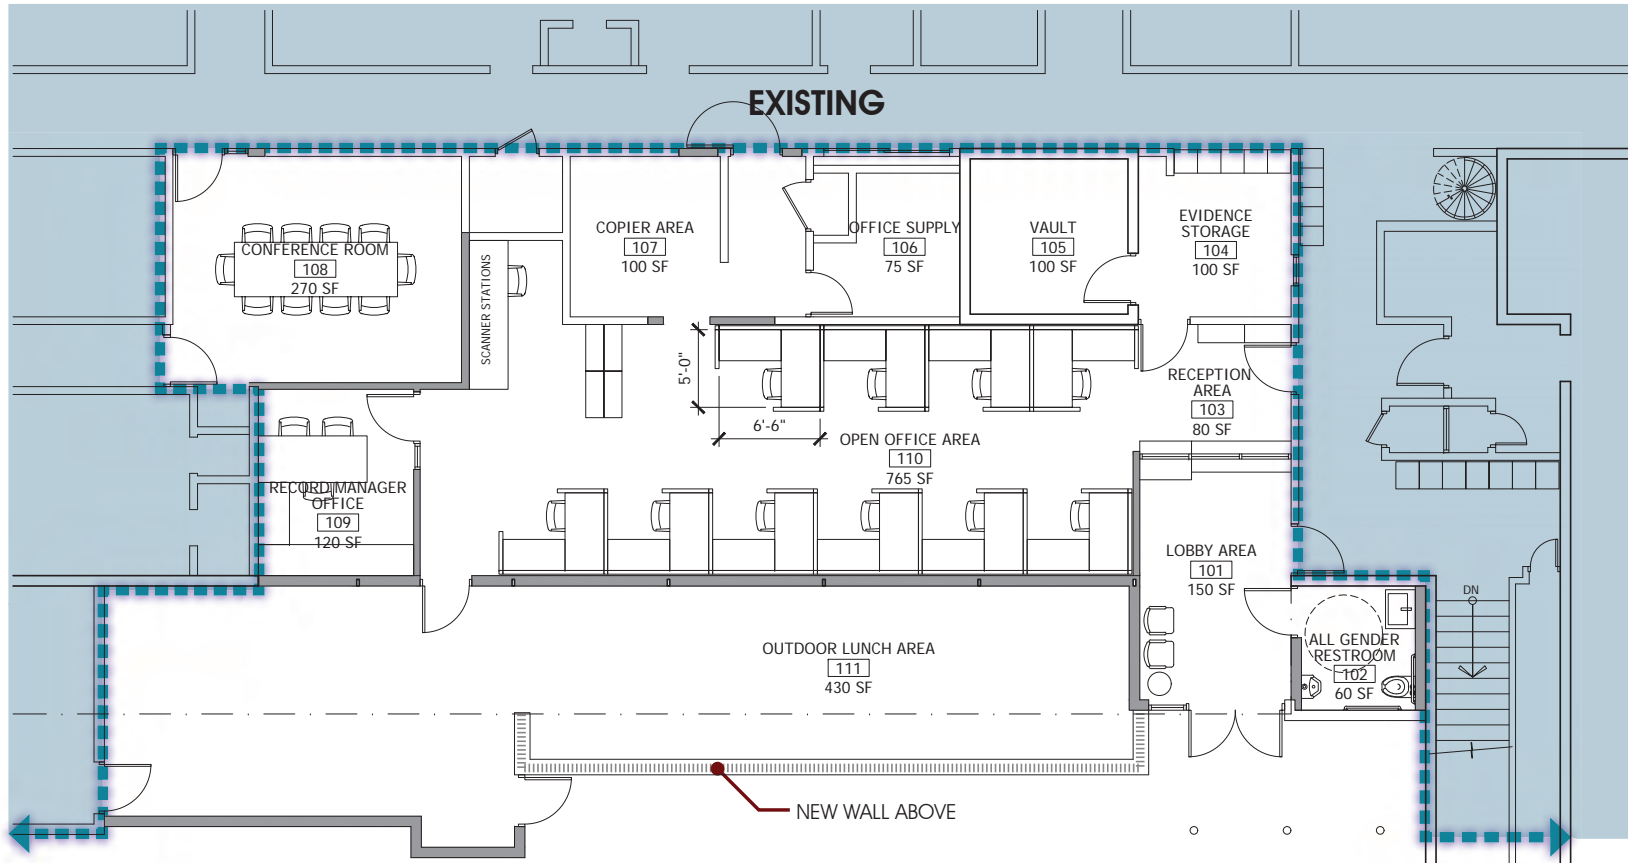 EXISTING
CONFERENCE ROOM
108
270 SF
SCANNER STATIONS
COPIER AREA
107
100 SF
OFFICE SUPPLY
106
75 SF
VAULT
105
100 SF
EVIDENCE
STORAGE
104
100 SF
5'-0"
6'-6"
RECEPTION
AREA
103
80 SF
OPEN OFFICE AREA
110
765 SF
RECORD MANAGER
OFFICE
109
120 SF
LOBBY AREA
101
150 SF
DN
OUTDOOR LUNCH AREA
111
430 SF
ALL GENDER
RESTROOM
102
60 SF
NEW WALL ABOVE